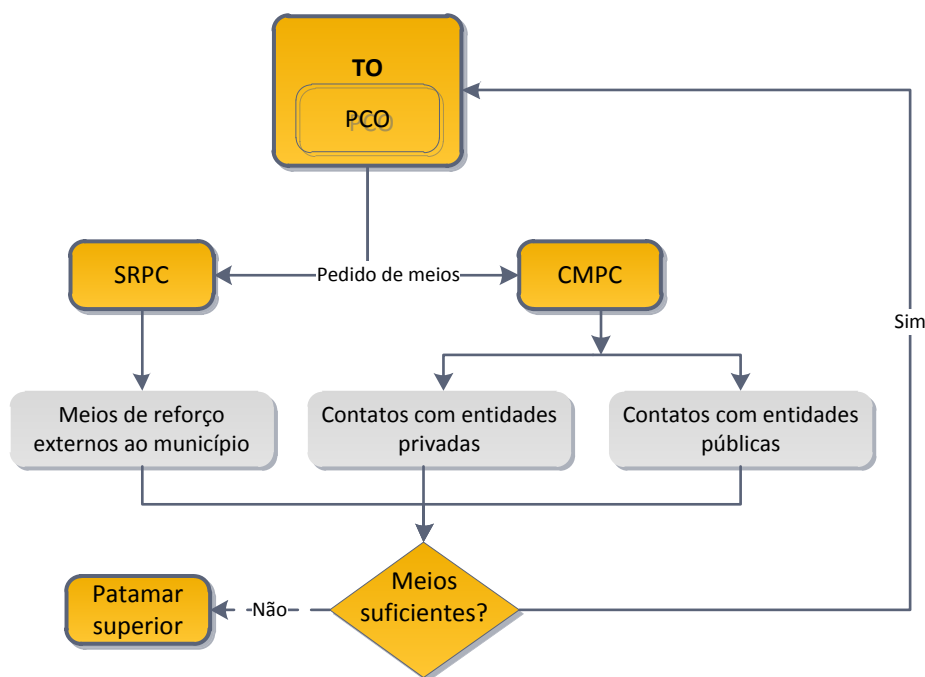 TO
PCO
SRPC
Pedido de meios
CMPC
Sim
Meios de reforço
externos ao município
Contatos com entidades
privadas
Contatos com entidades
públicas
Meios
suficientes?
Não
Patamar
superior